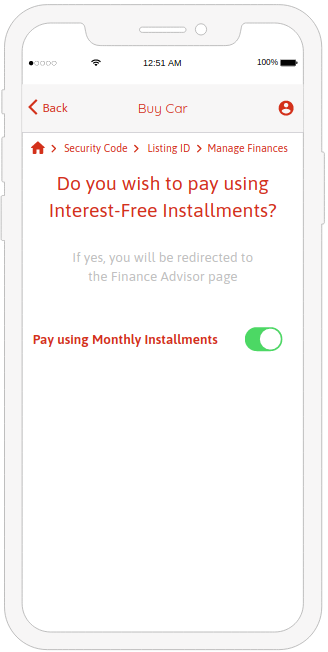 12:51 AM
100%
Back
Buy Car
Security Code
Listing ID
Manage Finances
Do you wish to pay using
Interest-Free Installments?
If yes, you will be redirected to
the Finance Advisor page
Pay using Monthly Installments